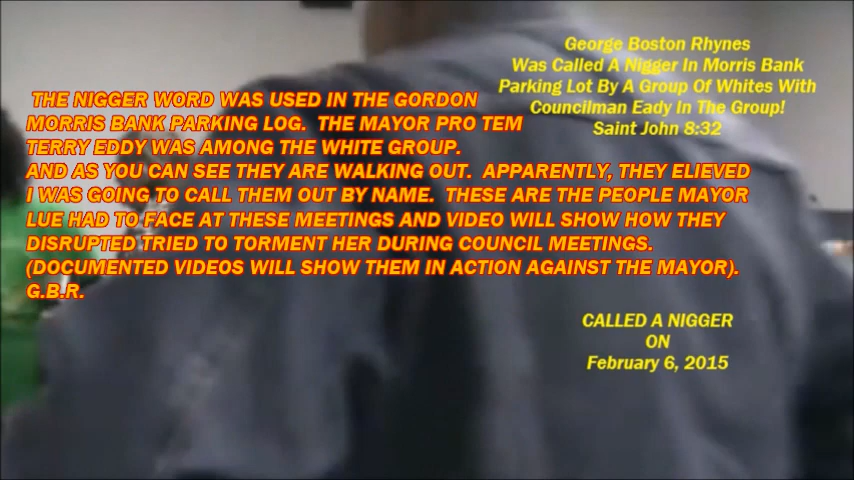 George Boston Rhynes
Was Called A Nigger In Morris Bank
Parking Lot By A Group Of Whites With
Councilman Eady In The Group!
Saint John 8:32
THE NIGGER WORD WAS USED IN THE GORDON
MORRIS BANK PARKING LOG. THE MAYOR PRO TEM
TERRY EDDY WAS AMONG THE WHITE GROUP.
AND AS YOU CAN SEE THEY ARE WALKING OUT. APPARENTLY, THEY ELIEVED
I WAS GOING TO CALL THEM OUT BY NAME. THESE ARE THE PEOPLE MAYOR
LUE HAD TO FACE AT THESE MEETINGS AND VIDEO WILL SHOW HOW THEY
DISRUPTED TRIED TO TORMENT HER DURING COUNCIL MEETINGS.
(DOCUMENTED VIDEOS WILL SHOW THEM IN ACTION AGAINST THE MAYOR).
G.B.R.
CALLED A NIGGER
ON
February 6, 2015